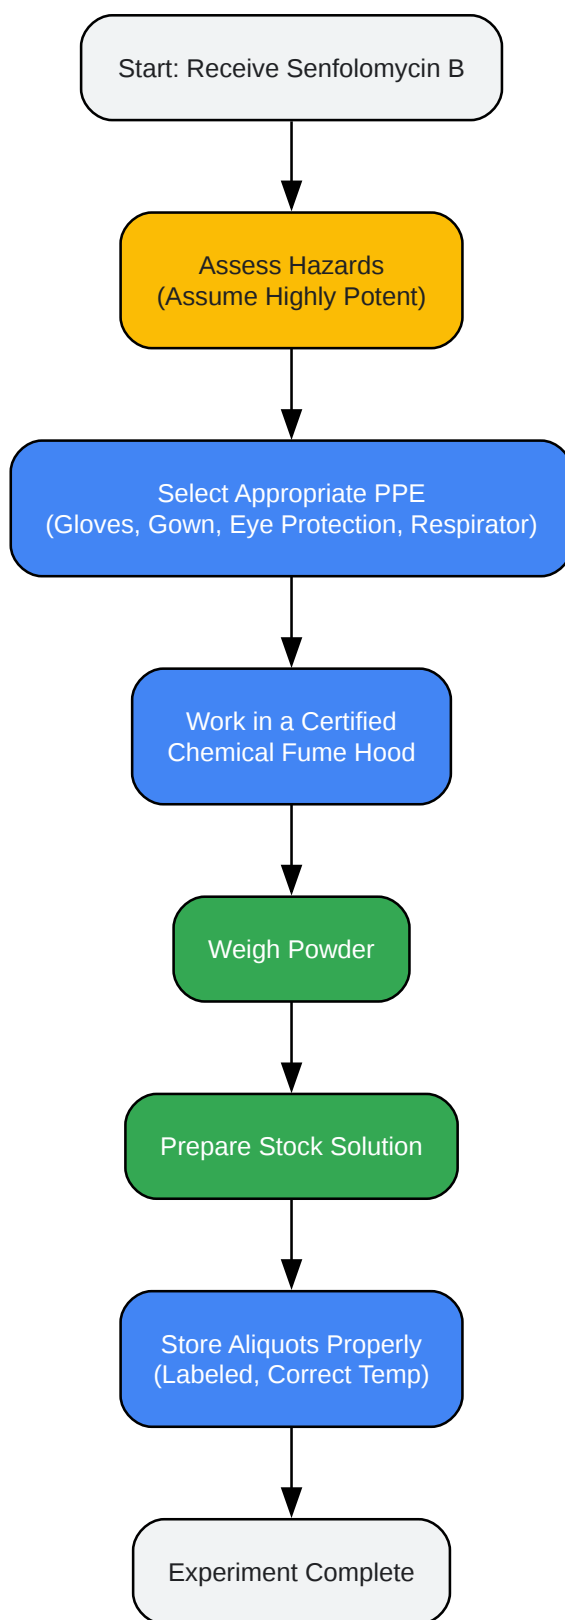 Start: Receive Senfolomycin B
Assess Hazards
(Assume Highly Potent)
Select Appropriate PPE
(Gloves, Gown, Eye Protection, Respirator)
Work in a Certified
Chemical Fume Hood
Weigh Powder
Prepare Stock Solution
Store Aliquots Properly
(Labeled, Correct Temp)
Experiment Complete